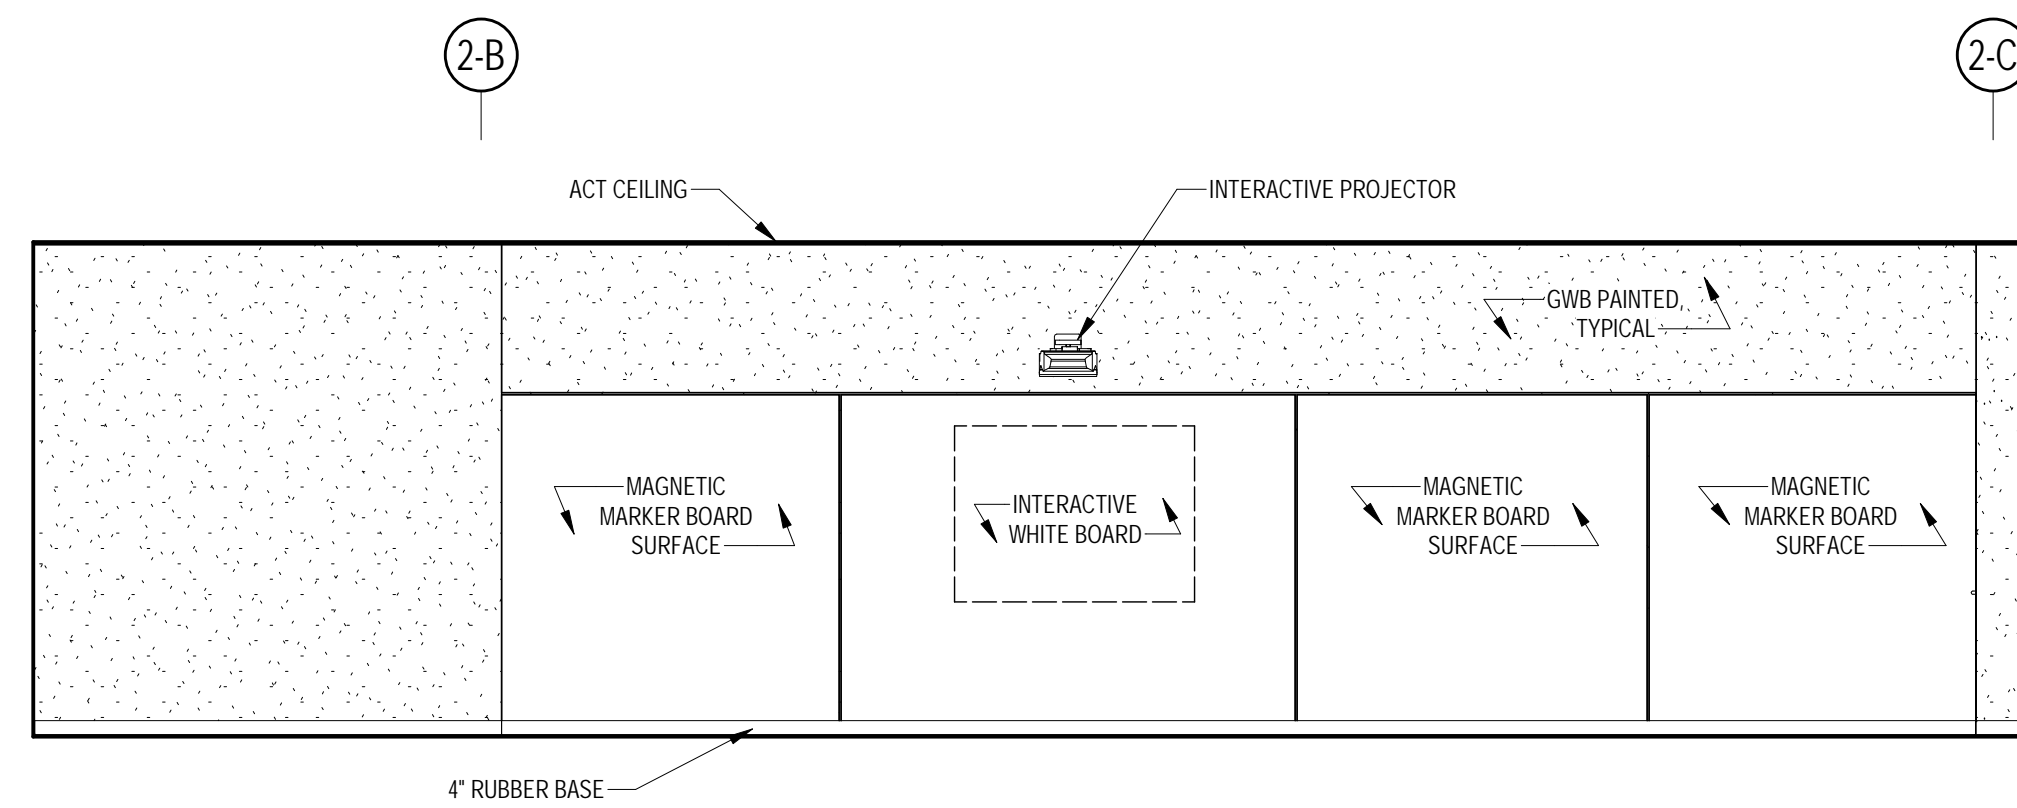 2-B
2-C
ACT CEILING
INTERACTIVE PROJECTOR
GWB PAINTED,
TYPICAL
MAGNETIC
MARKER BOARD
SURFACE
INTERACTIVE
WHITE BOARD
MAGNETIC
MARKER BOARD
SURFACE
MAGNETIC
MARKER BOARD
SURFACE
4" RUBBER BASE